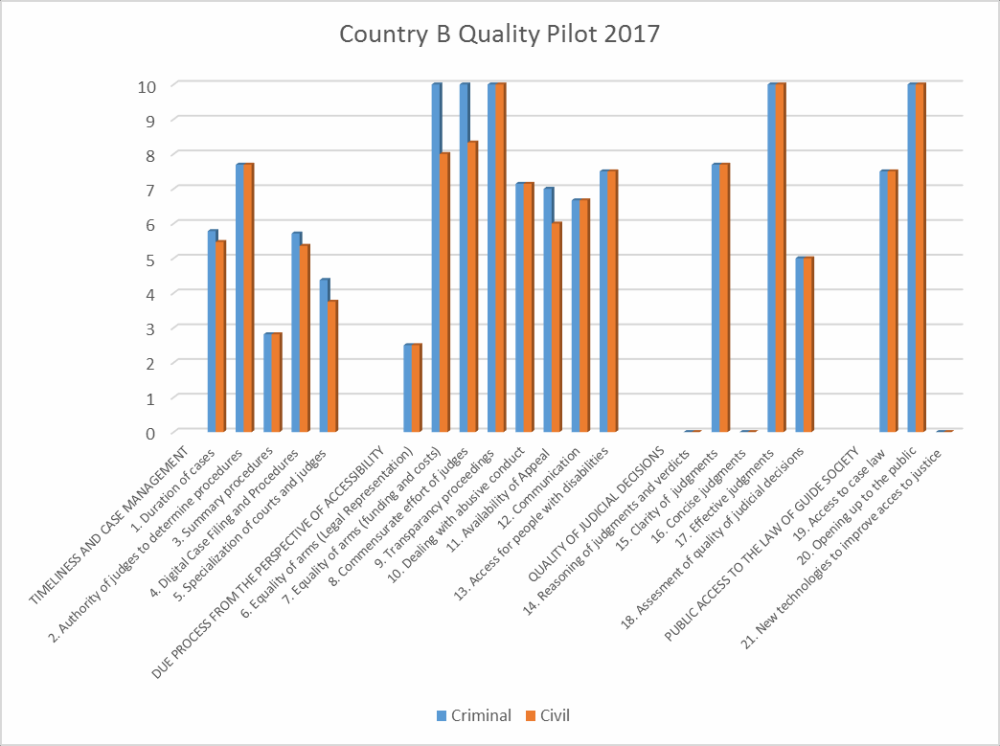 Country B Quality Pilot 2017
10
9
8
7
6
5
4
3
2
1
0
TIMELINESS AND CASE MANAGEMENT
1. Duration of cases
2. Authority of judges to determine procedures
3. Summary procedures
4. Digital Case Filing and Procedures
5. Specialization of courts and judges
DUE PROCESS FROM THE PERSPECTIVE OF ACCESSIBILITY
6. Equality of arms (Legal Representation)
7. Equality of arms (funding and costs)
8. Commensurate effort of judges
9. Transparency proceedings
10. Dealing with abusive conduct
11. Availability of Appeal
12. Communication
13. Access for people with disabilities
QUALITY OF JUDICIAL DECISIONS
14. Reasoning of judgments and verdicts
15. Clarity of judgments
16. Concise judgments
17. Effective judgments
18. Assesment of quality of judicial decisions
PUBLIC ACCESS TO THE LAW OF GUIDE SOCIETY
19. Access to case law
20. Opening up to the public
21. New technologies to improve acces to justice
Criminal
Civil